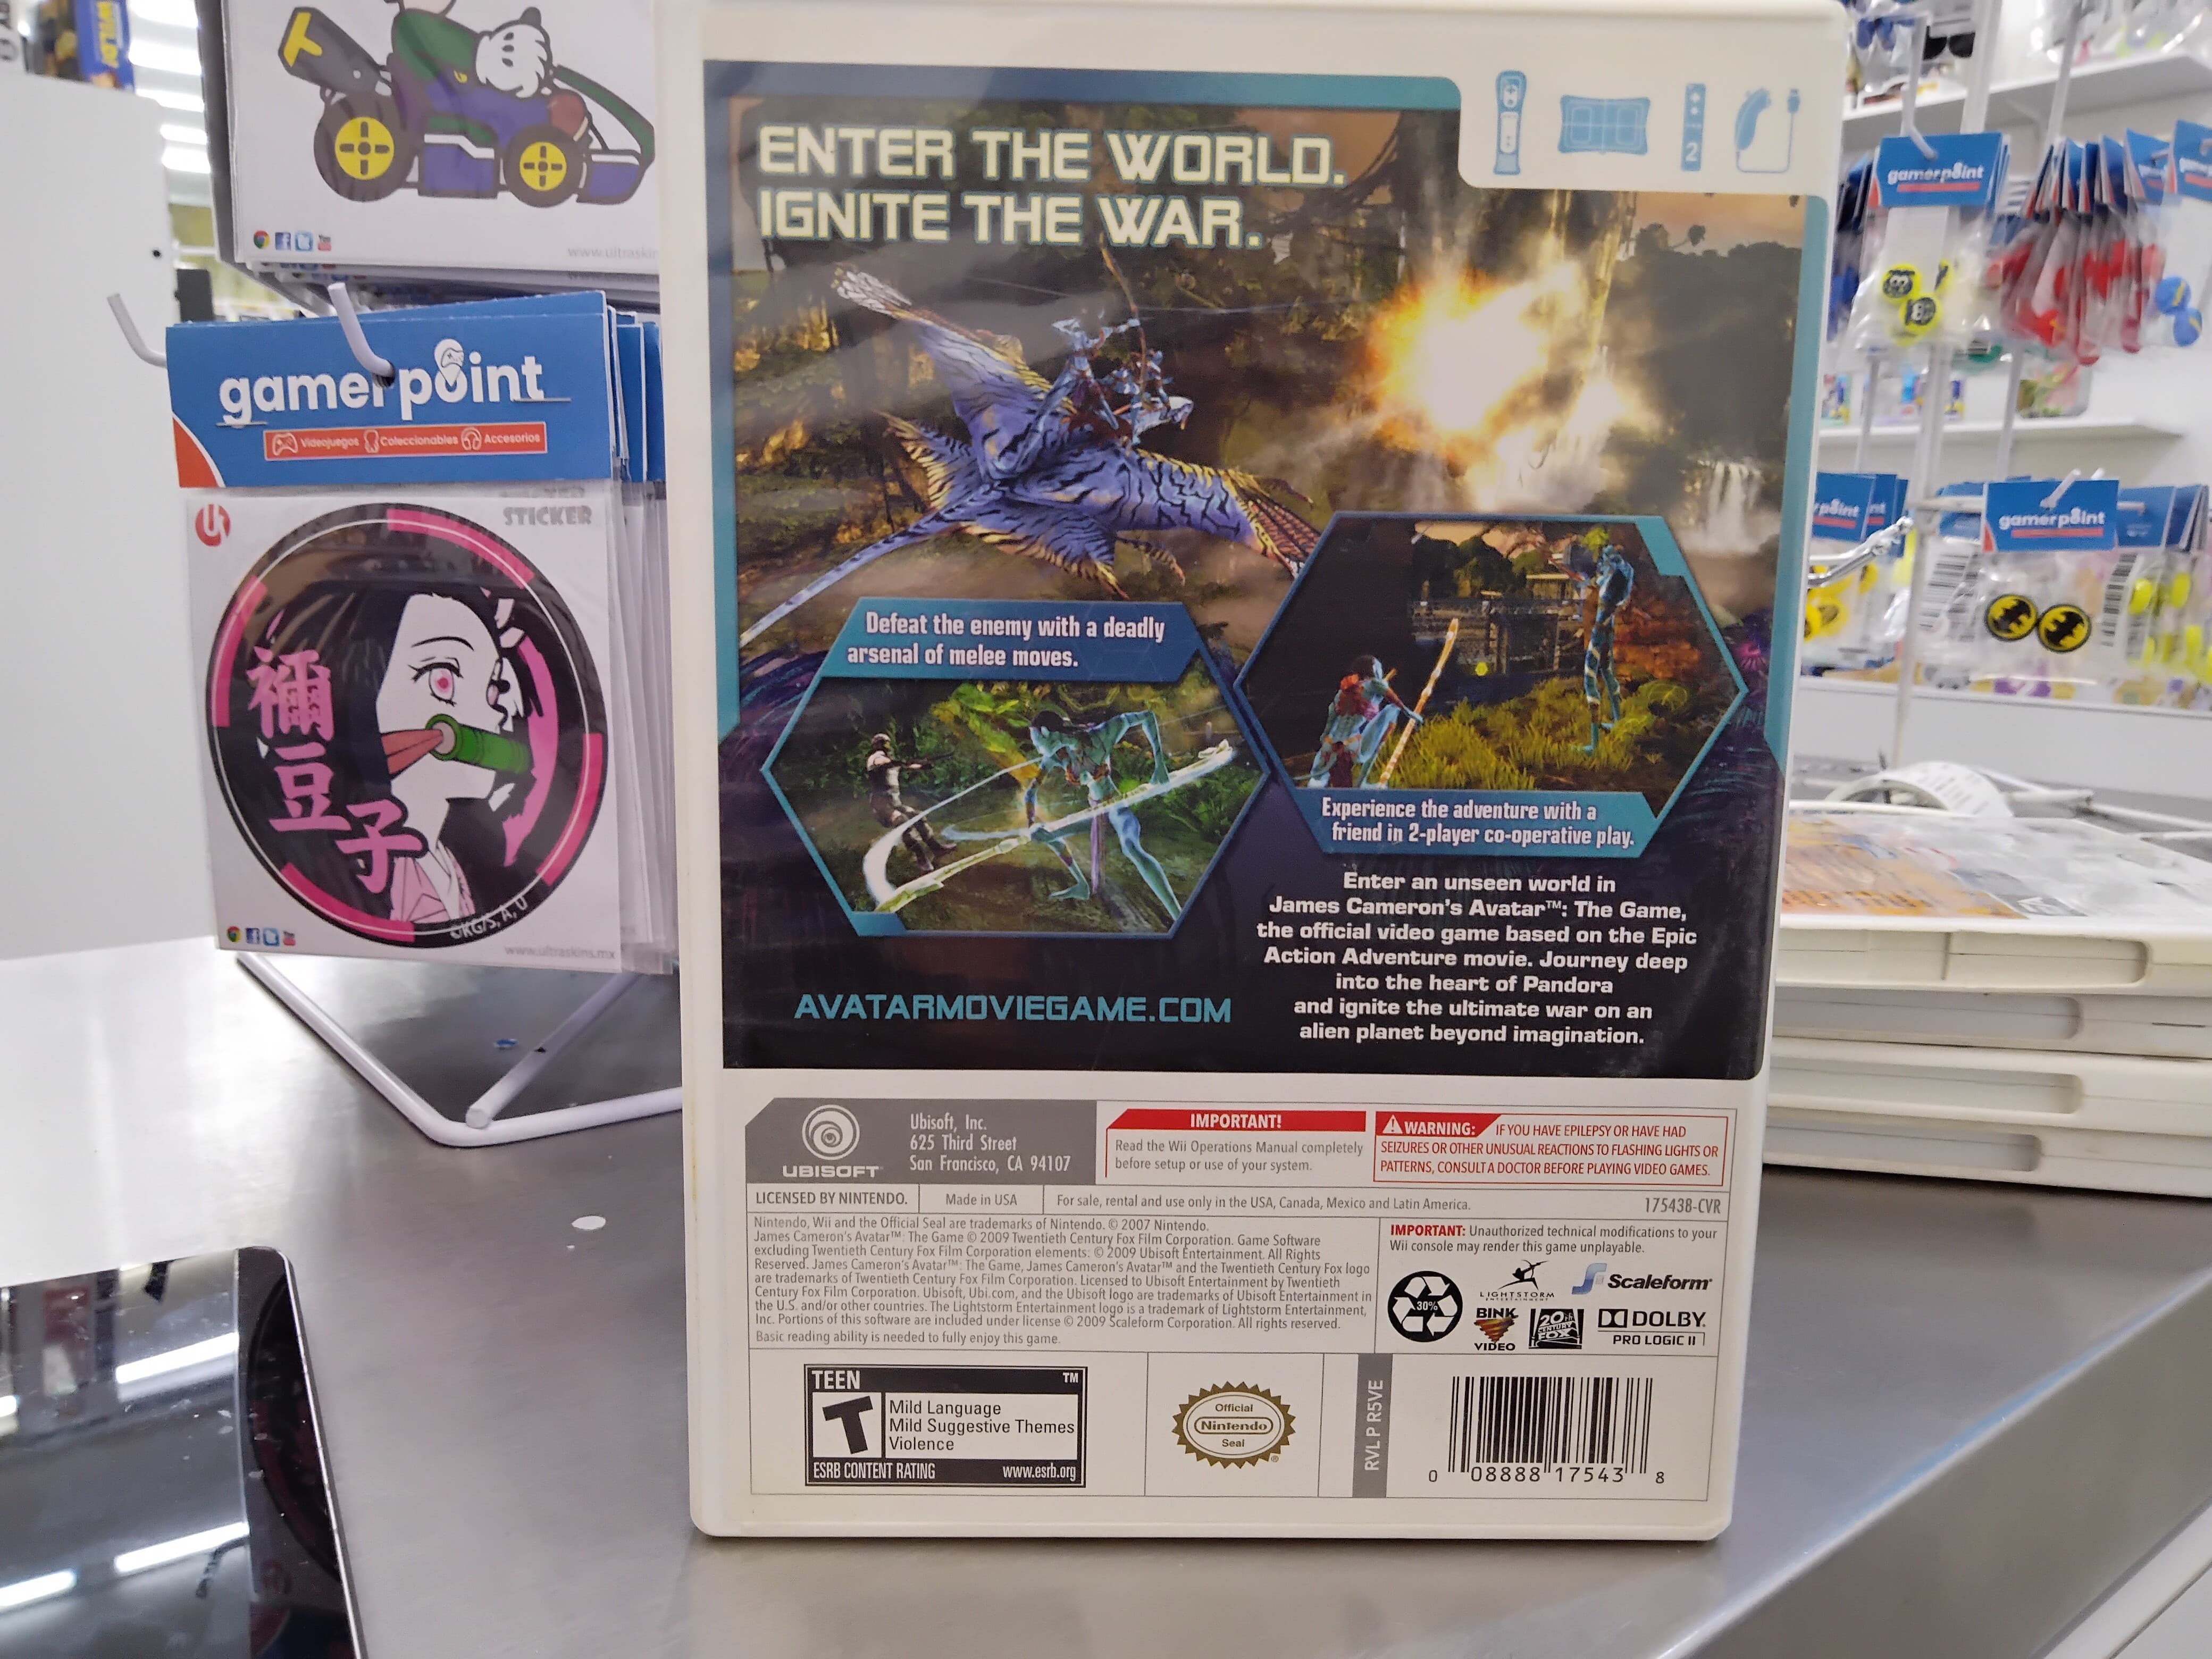 www.ultraskin
gamerpoint
Videojuegos Coleccionables Accesorios
STICKER
禰
豆
子
©KG/S, A, U
www.ultraskins.mx
ENTER THE WORLD.
IGNITE THE WAR.
2
Defeat the enemy with a deadly
arsenal of melee moves.
Experience the adventure with a
friend in 2-player co-operative play.
Enter an unseen world in
James Cameron's Avatar™: The Game,
the official video game based on the Epic
Action Adventure movie. Journey deep
into the heart of Pandora
and ignite the ultimate war on an
alien planet beyond imagination.
AVATARMOVIEGAME.COM
UBISOFT
Ubisoft, Inc.
625 Third Street
San Francisco, CA 94107
IMPORTANT!
Read the Wii Operations Manual completely
before setup or use of your system.
WARNING: IF YOU HAVE EPILEPSY OR HAVE HAD
SEIZURES OR OTHER UNUSUAL REACTIONS TO FLASHING LIGHTS OR
PATTERNS, CONSULT A DOCTOR BEFORE PLAYING VIDEO GAMES.
LICENSED BY NINTENDO.
Made in USA
For sale, rental and use only in the USA, Canada, Mexico and Latin America.
175438-CVR
Nintendo, Wii and the Official Seal are trademarks of Nintendo. © 2007 Nintendo.
James Cameron's Avatar™: The Game © 2009 Twentieth Century Fox Film Corporation. Game Software
excluding Twentieth Century Fox Film Corporation elements: © 2009 Ubisoft Entertainment. All Rights
Reserved. James Cameron's Avatar™: The Game, James Cameron's Avatar™ and the Twentieth Century Fox logo
are trademarks of Twentieth Century Fox Film Corporation. Licensed to Ubisoft Entertainment by Twentieth
Century Fox Film Corporation. Ubisoft, Ubi.com, and the Ubisoft logo are trademarks of Ubisoft Entertainment in
the U.S. and/or other countries. The Lightstorm Entertainment logo is a trademark of Lightstorm Entertainment,
Inc. Portions of this software are included under license © 2009 Scaleform Corporation. All rights reserved.
Basic reading ability is needed to fully enjoy this game.
IMPORTANT: Unauthorized technical modifications to your
Wii console may render this game unplayable.
30%
LIGHTSTORM
ENTERTAINMENT
Scaleform
BINK
VIDEO
20th
CENTURY
FOX
DOLBY
PRO LOGIC II
TEEN TM
T
Mild Language
Mild Suggestive Themes
Violence
ESRB CONTENT RATING www.esrb.org
Official
Nintendo
Seal
®
RVL P R5VE
0 08888 17543 8
gamerpoint
gamerpoint